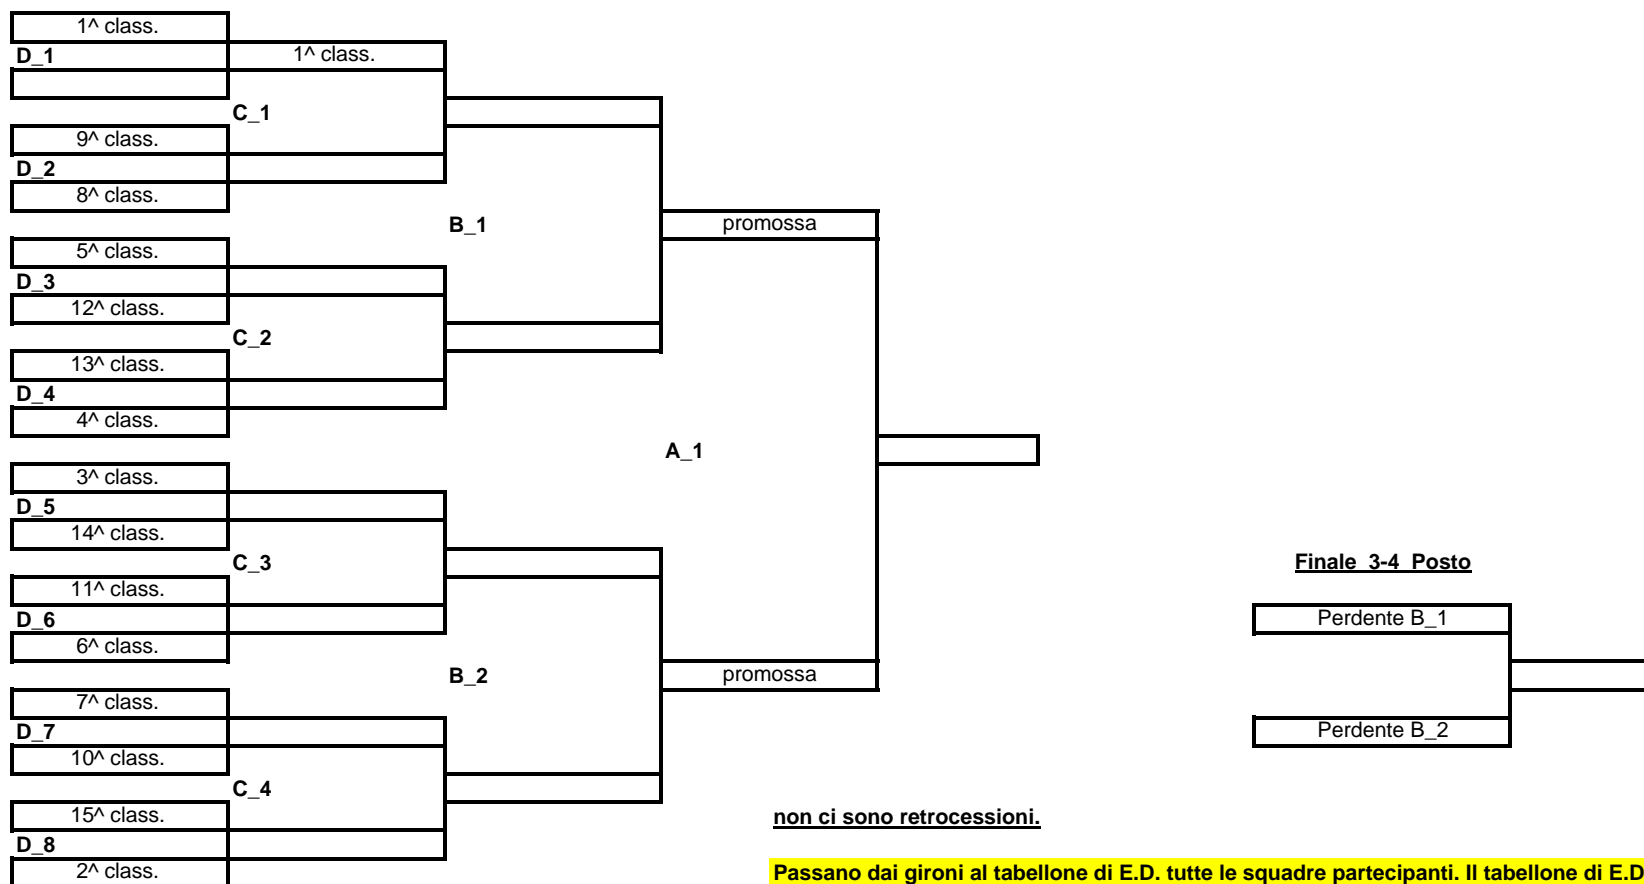 1^ class.
D_1
1^ class.
C_1
9^ class.
D_2
8^ class.
B_1
promossa
5^ class.
D_3
12^ class.
C_2
13^ class.
D_4
4^ class.
A_1
3^ class.
D_5
14^ class.
C_3
11^ class.
D_6
6^ class.
B_2
promossa
7^ class.
D_7
10^ class.
C_4
15^ class.
D_8
2^ class.
Finale 3-4 Posto
Perdente B_1
Perdente B_2
non ci sono retrocessioni.
Passano dai gironi al tabellone di E.D. tutte le squadre partecipanti. Il tabellone di E.D